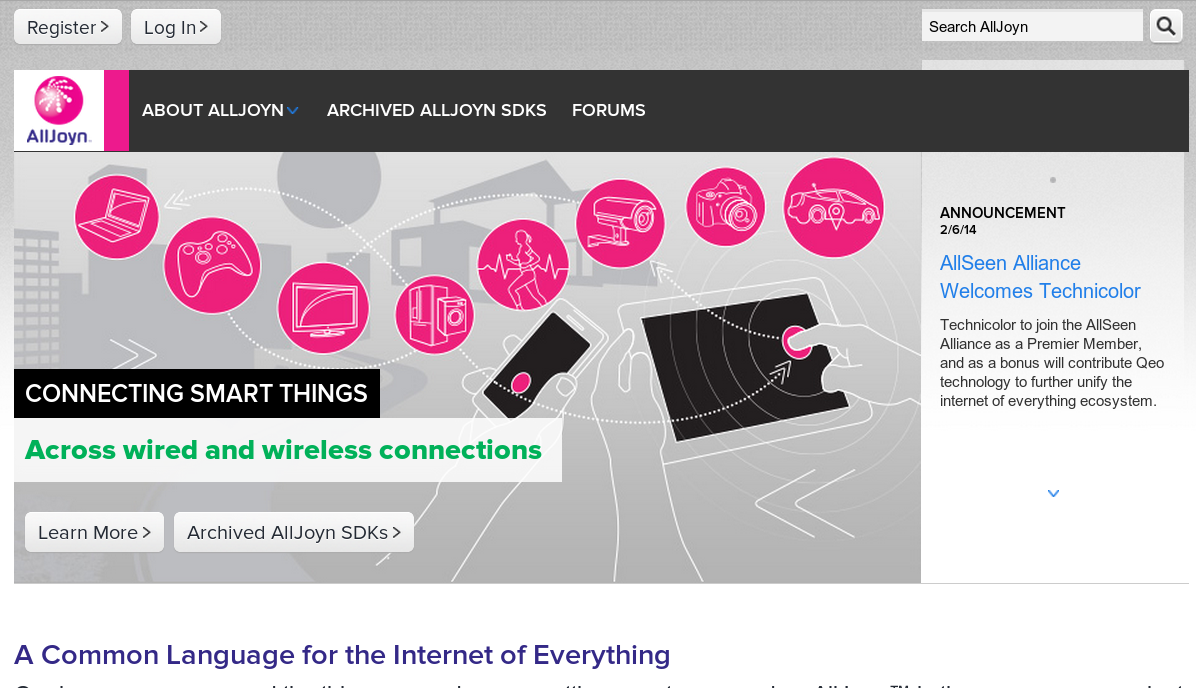 Register >
Log In >
Search AllJoyn
AllJoyn
ABOUT ALLJOYN
ARCHIVED ALLJOYN SDKS
FORUMS
CONNECTING SMART THINGS
Across wired and wireless connections
Learn More >
Archived AllJoyn SDKs >
ANNOUNCEMENT
2/6/14
AllSeen Alliance
Welcomes Technicolor
Technicolor to join the AllSeen
Alliance as a Premier Member,
and as a bonus will contribute Qeo
technology to further unify the
internet of everything ecosystem.
A Common Language for the Internet of Everything